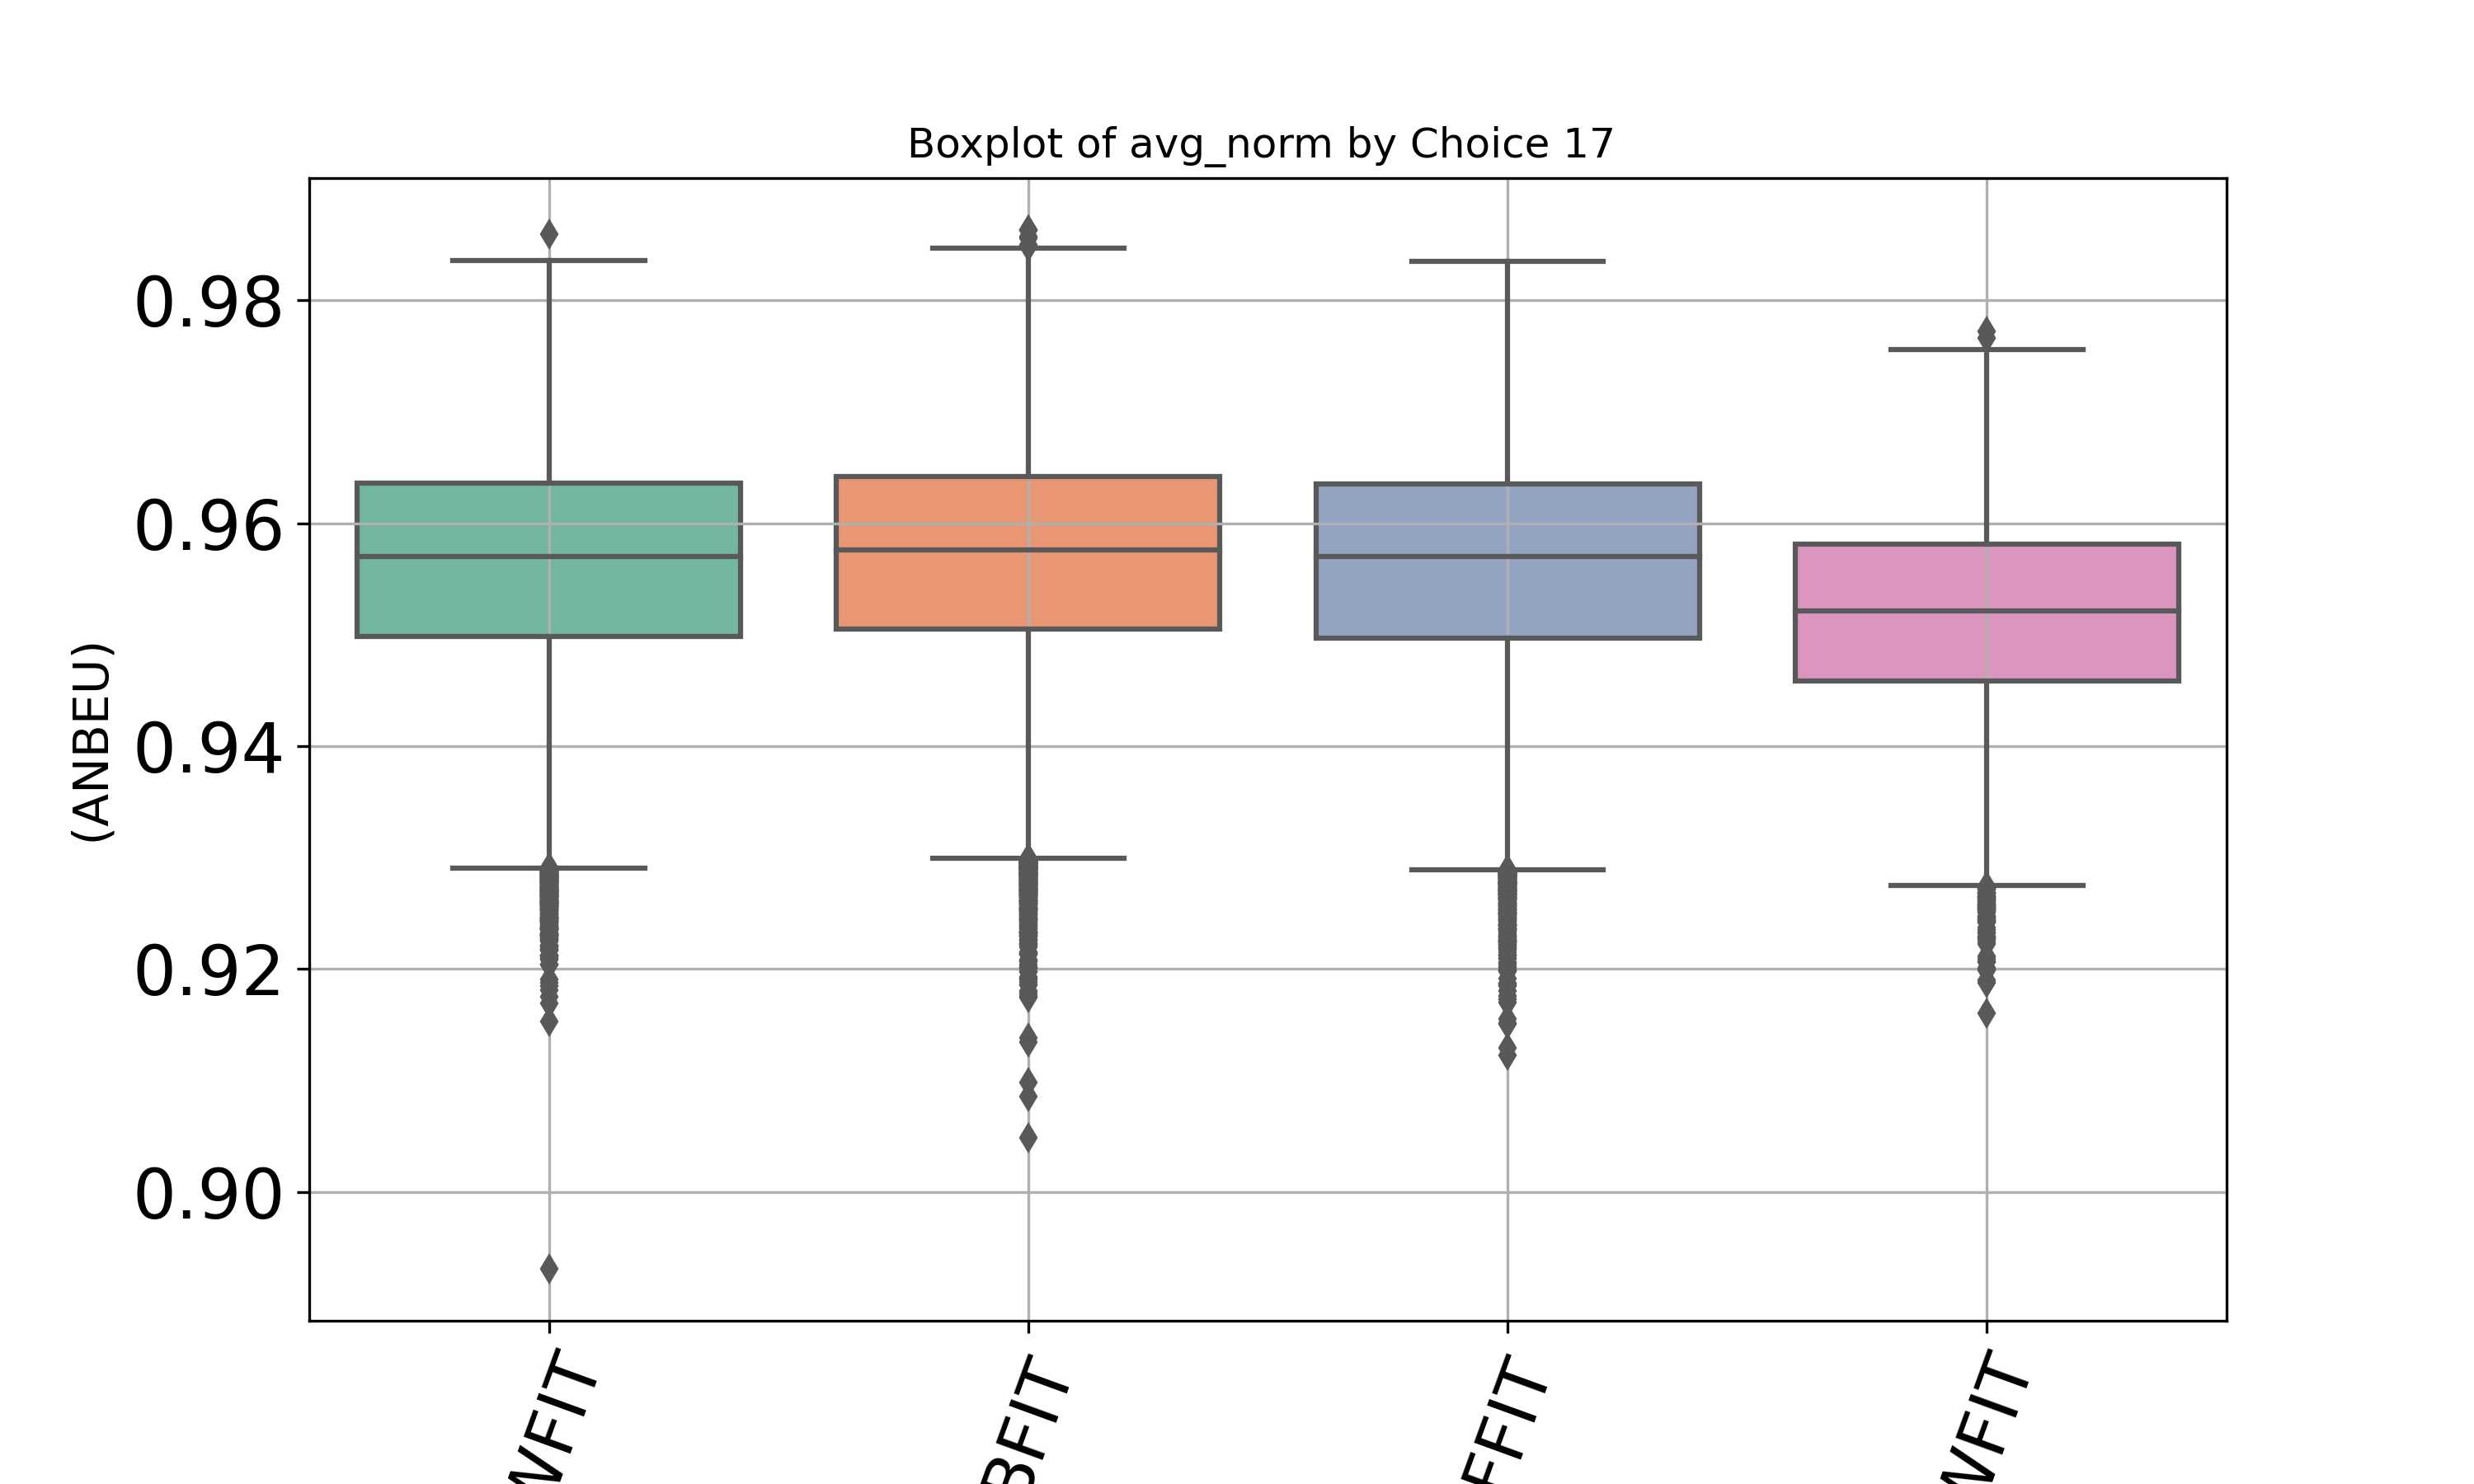 Boxplot of avg_norm by Choice 17
(ANBEU)
0.98
0.96
0.94
0.92
0.90
WFIT
BFIT
FFIT
WFIT